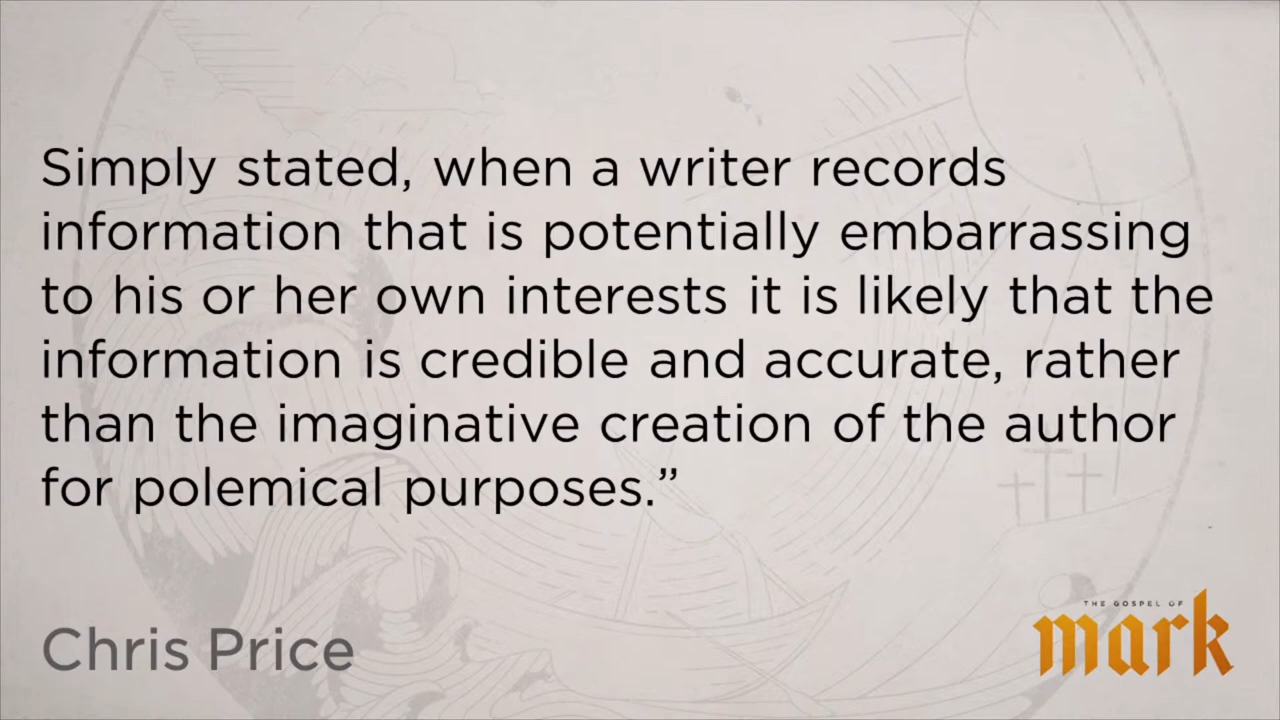 Simply stated, when a writer records
information that is potentially embarrassing
to his or her own interests it is likely that the
information is credible and accurate, rather
than the imaginative creation of the author
for polemical purposes.”
Chris Price
THE GOSPEL OF
mark